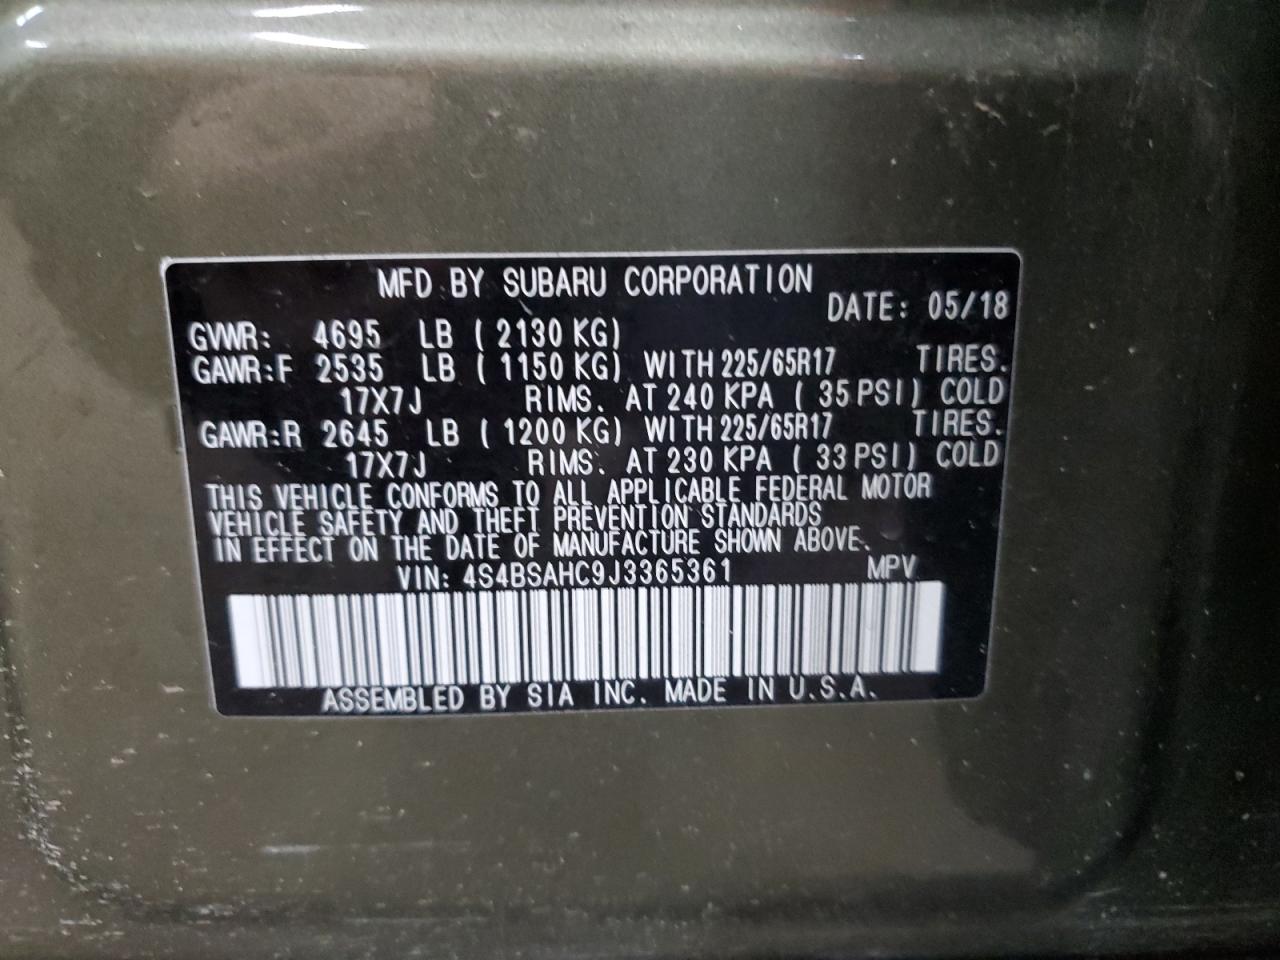 MFD BY SUBARU CORPORATION
DATE: 05/18
GVWR: 4695 LB ( 2130 KG)
GAWR:F 2535 LB ( 1150 KG) WITH 225/65R17 TIRES.
17X7J RIMS. AT 240 KPA ( 35 PSI) COLD
GAWR:R 2645 LB ( 1200 KG) WITH 225/65R17 TIRES.
17X7J RIMS. AT 230 KPA ( 33 PSI) COLD
THIS VEHICLE CONFORMS TO ALL APPLICABLE FEDERAL MOTOR
VEHICLE SAFETY AND THEFT PREVENTION STANDARDS
IN EFFECT ON THE DATE OF MANUFACTURE SHOWN ABOVE.
VIN: 4S4BSAHC9J3365361 MPV
ASSEMBLED BY SIA INC. MADE IN U.S.A.